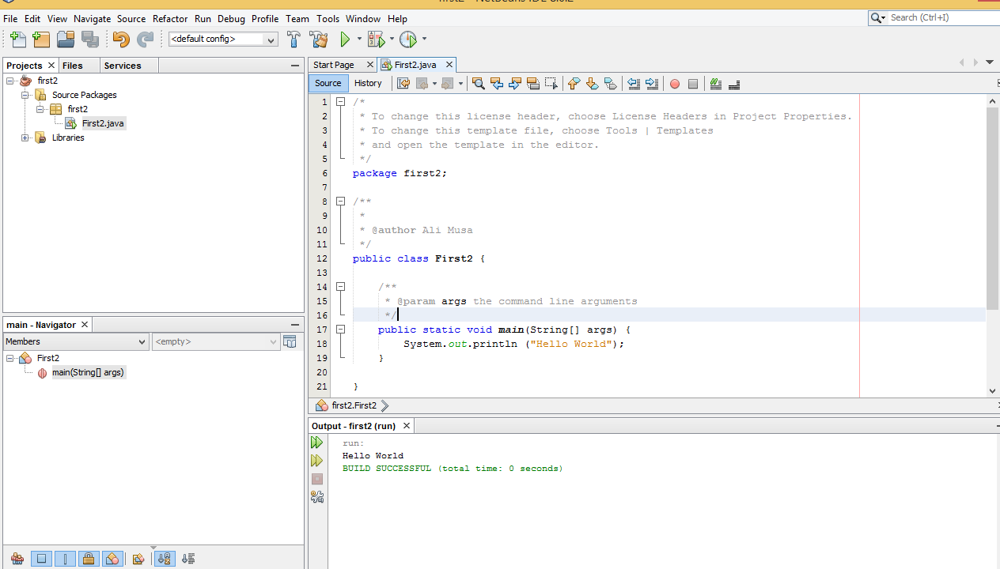 File Edit View Navigate Source Refactor Run Debug Profile Team Tools Window Help
Search (Ctrl+I)
<default config>
Projects Files Services
first2
Source Packages
first2
First2.java
Libraries
main - Navigator
Members
<empty>
First2
main(String[] args)
Start Page First2.java
Source History
1 /*
2 * To change this license header, choose License Headers in Project Properties.
3 * To change this template file, choose Tools | Templates
4 * and open the template in the editor.
5 */
6 package first2;
7
8 /**
9 *
10 * @author Ali Musa
11 */
12 public class First2 {
13
14 /**
15 * @param args the command line arguments
16 */
17 public static void main(String[] args) {
18 System.out.println ("Hello World");
19 }
20
21 }
first2.First2
Output - first2 (run)
run:
Hello World
BUILD SUCCESSFUL (total time: 0 seconds)